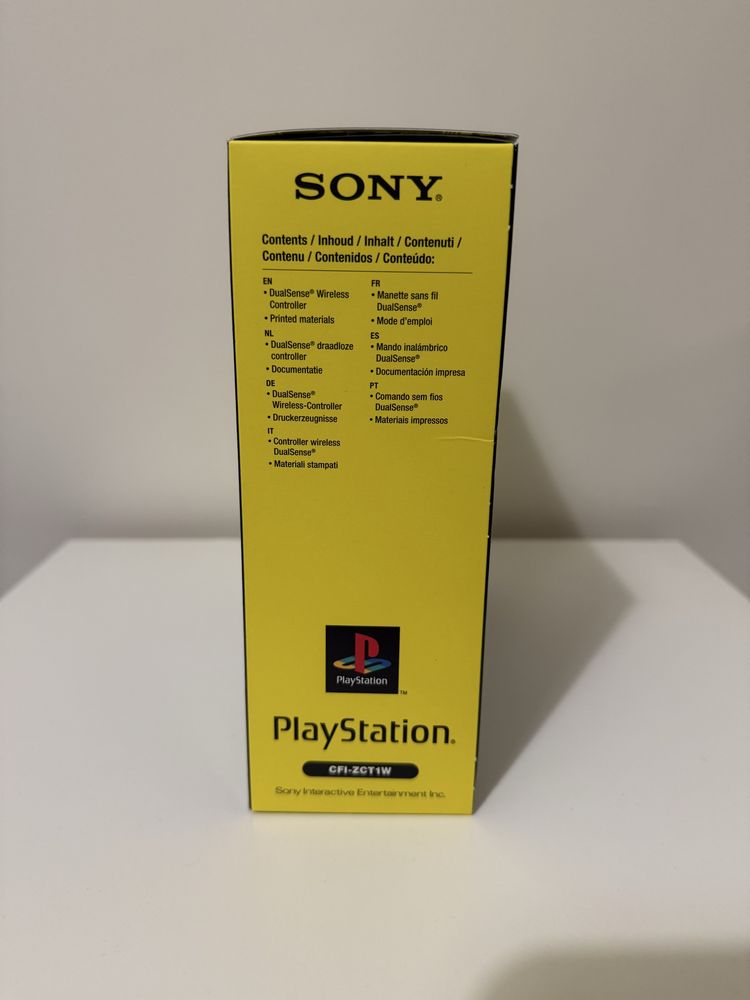 SONY®
Contents / Inhoud / Inhalt / Contenuti /
Contenu / Contenidos / Conteúdo:
EN
• DualSense® Wireless
Controller
• Printed materials
NL
• DualSense® draadloze
controller
• Documentatie
DE
• DualSense®
Wireless-Controller
• Druckerzeugnisse
IT
• Controller wireless
DualSense®
• Materiali stampati
FR
• Manette sans fil
DualSense®
• Mode d'emploi
ES
• Mando inalámbrico
DualSense®
• Documentación impresa
PT
• Comando sem fios
DualSense®
• Materiais impressos
PlayStation
TM
PlayStation®
CFI-ZCT1W
Sony Interactive Entertainment Inc.